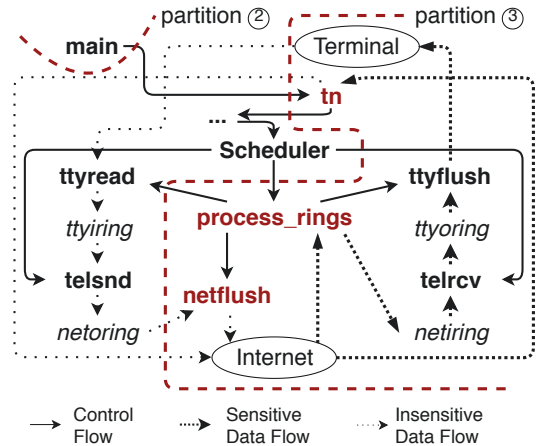 partition ② partition ③
main Terminal
tn
...
Scheduler
ttyread ttyflush
process_rings
ttyiring ttyoring
telsnd telrcv
netflush
netoring netiring
Internet
Control Flow
Sensitive Data Flow
Insensitive Data Flow